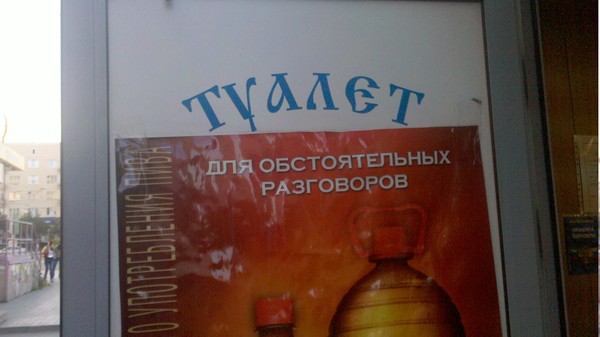 ТУАЛЕТ
ДЛЯ ОБСТОЯТЕЛЬНЫХ
РАЗГОВОРОВ
О УПОТРЕБЛЕНИЯ ПИВА